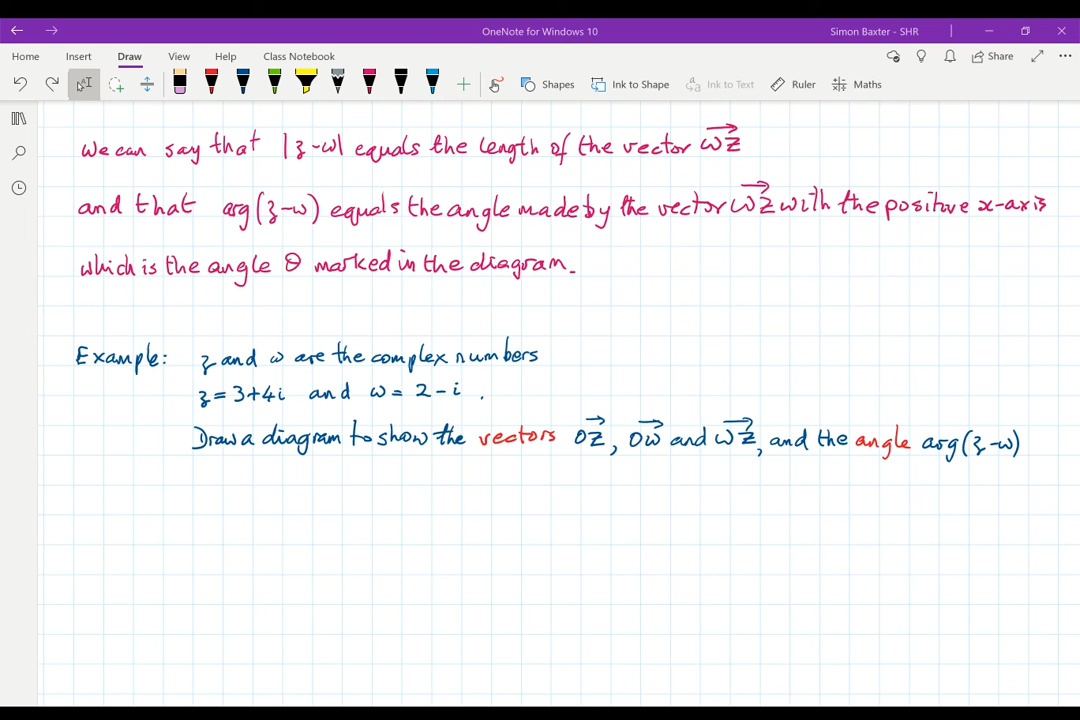 OneNote for Windows 10
Simon Baxter - SHR
Home Insert Draw View Help Class Notebook Share
Shapes Ink to Shape Ink to Text Ruler Maths
We can say that |z-w| equals the length of the vector WZ
and that arg(z-w) equals the angle made by the vector WZ with the positive x-axis
which is the angle θ marked in the diagram.
Example: z and w are the complex numbers
z = 3+4i and w = 2-i.
Draw a diagram to show the vectors OZ, OW and WZ, and the angle arg(z-w)